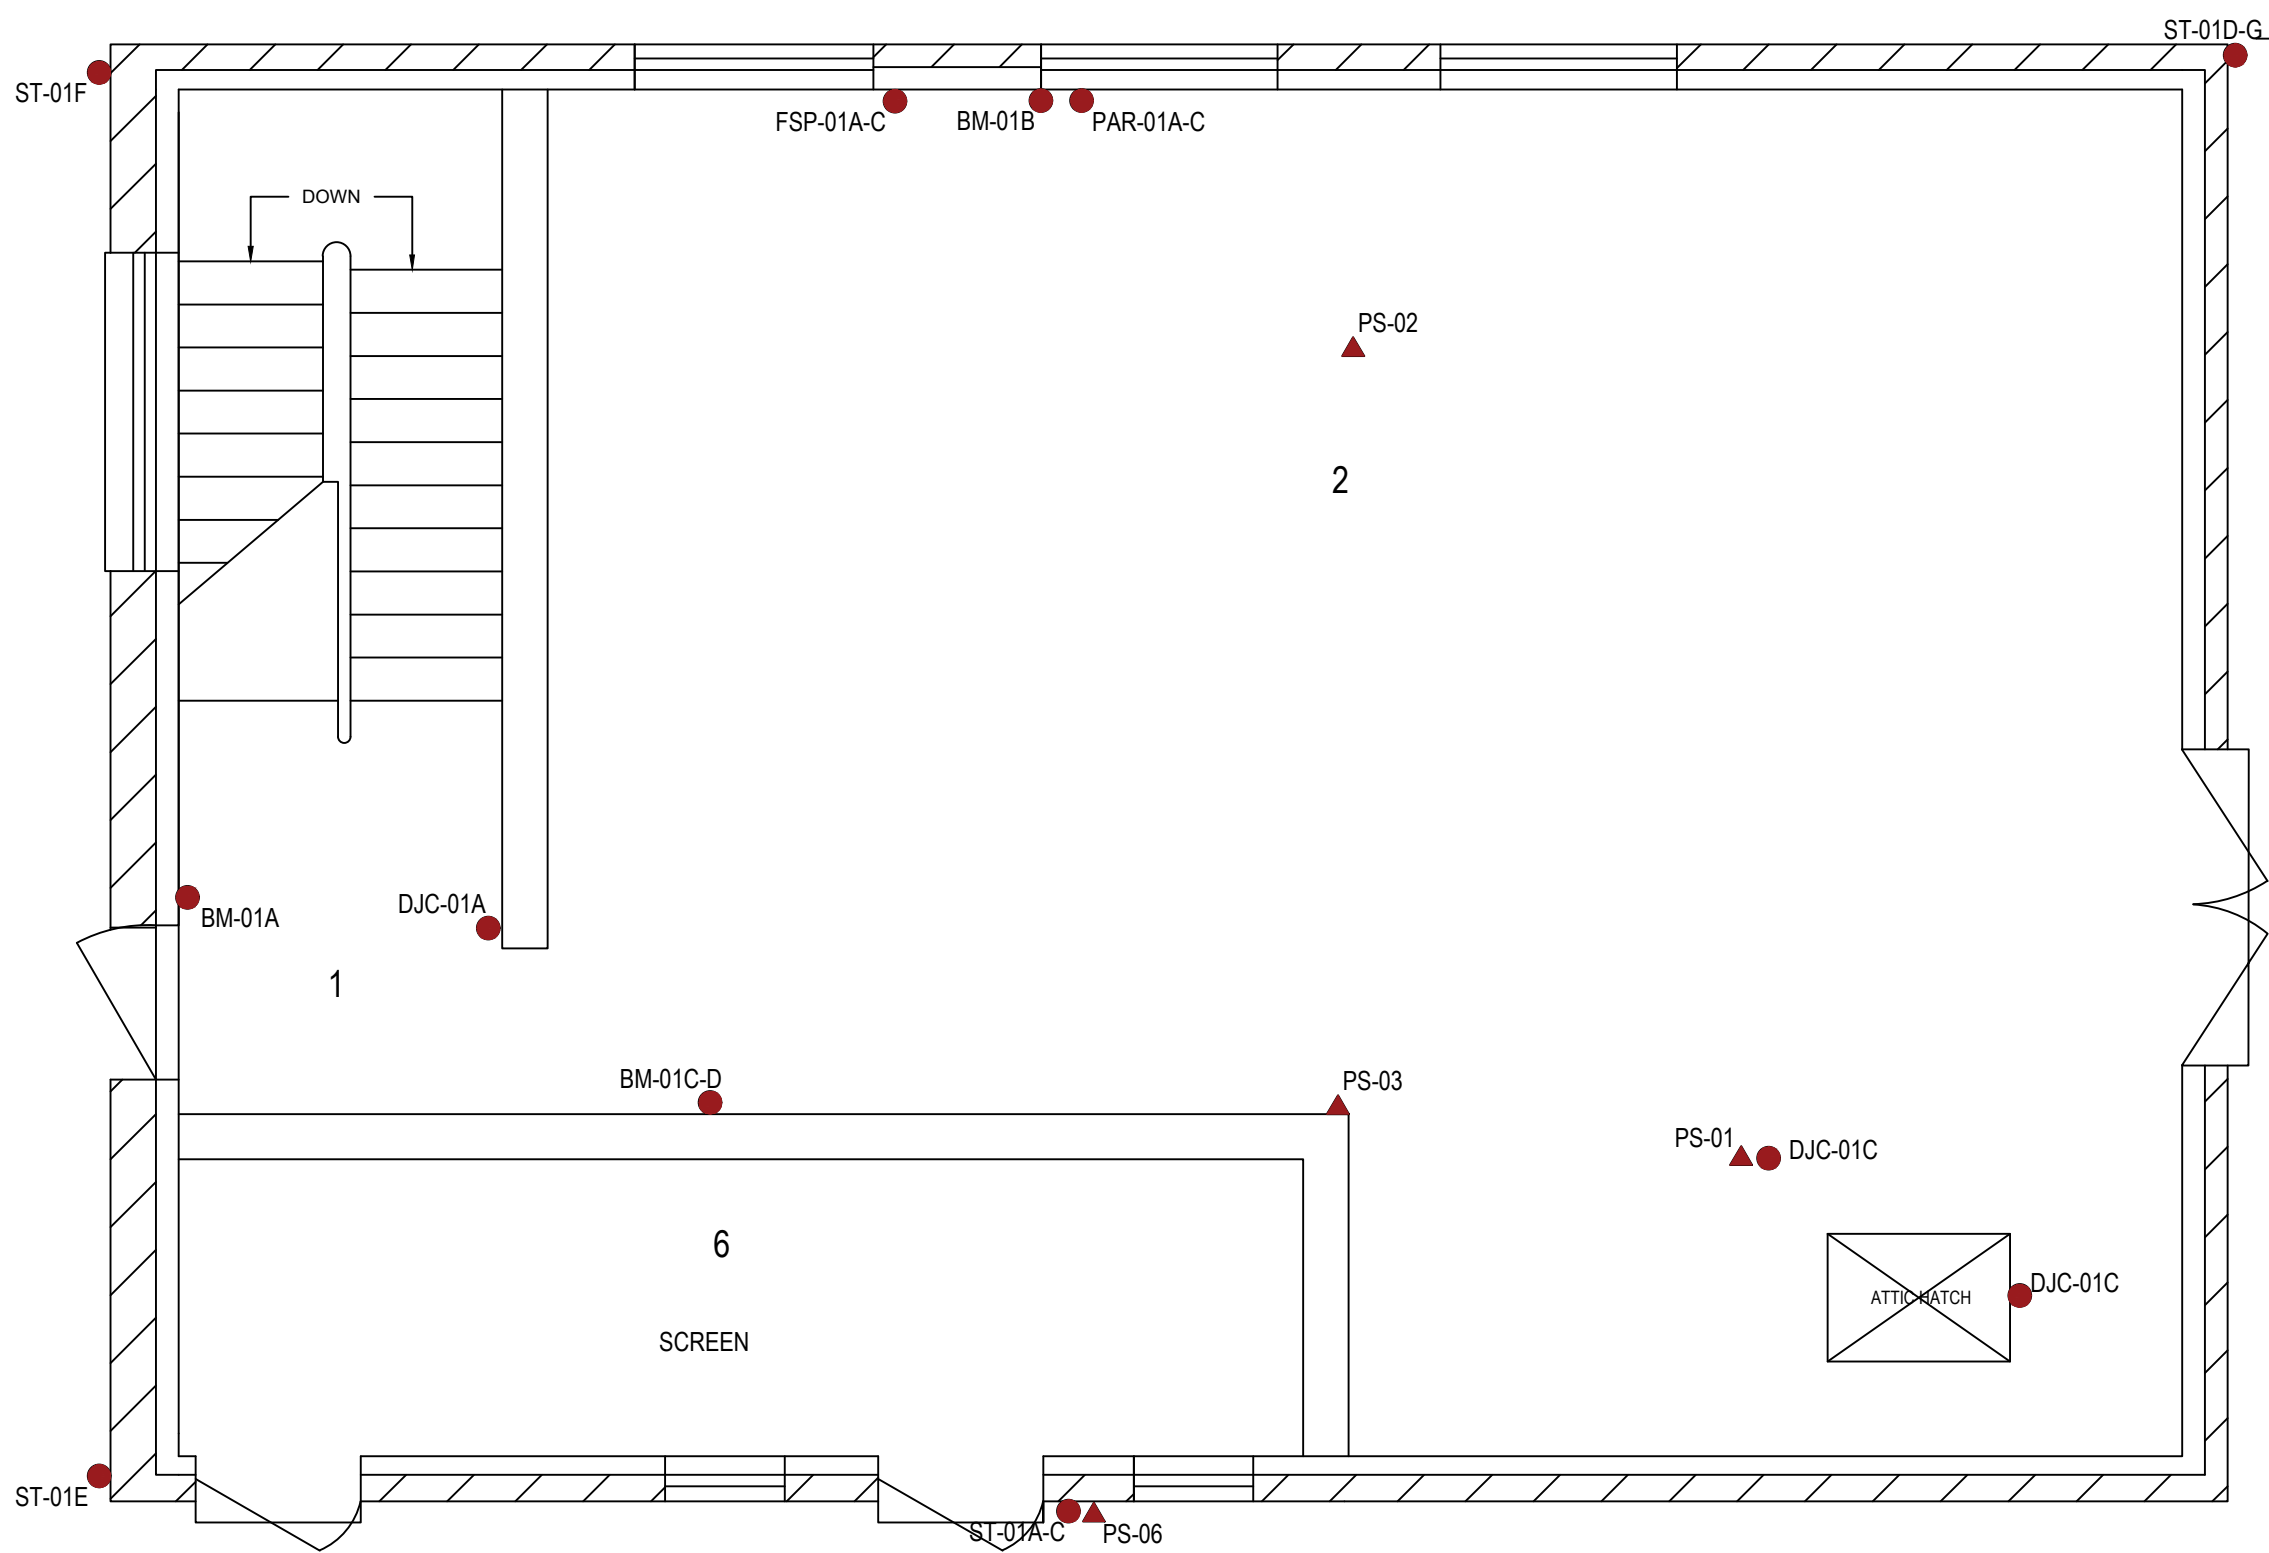 ST-01D-G
ST-01F
FSP-01A-C
BM-01B
PAR-01A-C
DOWN
PS-02
2
BM-01A
DJC-01A
1
BM-01C-D
PS-03
PS-01
DJC-01C
6
DJC-01C
ATTIC HATCH
SCREEN
ST-01E
ST-01A-C
PS-06